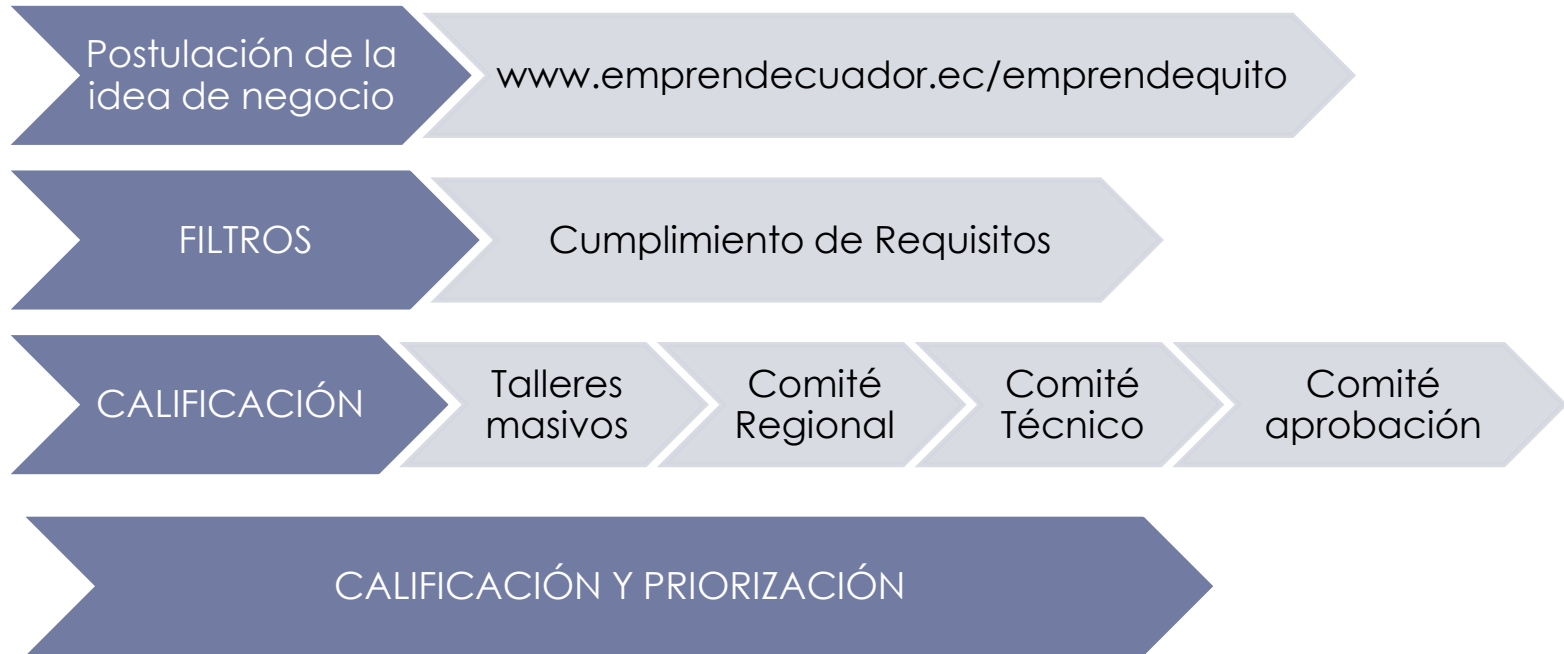 Postulación de la
idea de negocio
www.emprendecuador.ec/emprendequito
FILTROS
Cumplimiento de Requisitos
CALIFICACIÓN
Talleres
masivos
Comité
Regional
Comité
Técnico
Comité
aprobación
CALIFICACIÓN Y PRIORIZACIÓN